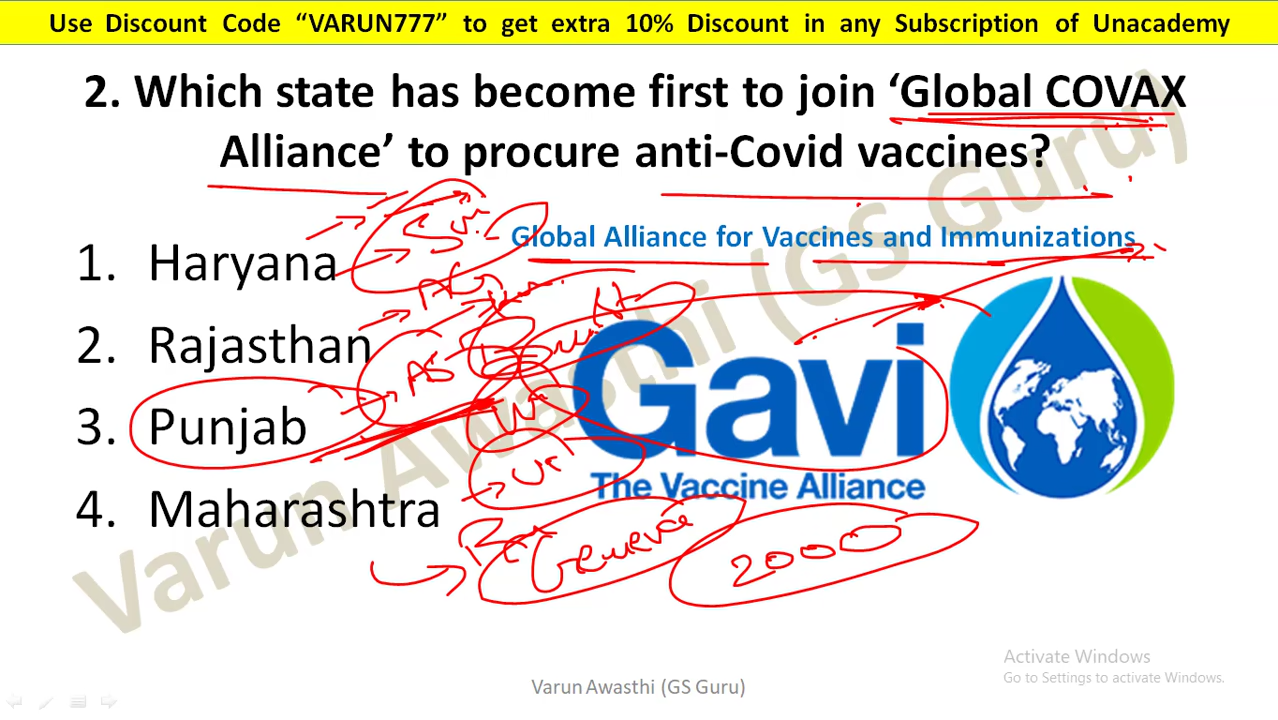 Use Discount Code “VARUN777” to get extra 10% Discount in any Subscription of Unacademy
2. Which state has become first to join ‘Global COVAX
Alliance’ to procure anti-Covid vaccines?
Global Alliance for Vaccines and Immunizations
1. Haryana
2. Rajasthan
3. Punjab
4. Maharashtra
Gavi
The Vaccine Alliance
AS
Geneva
2000
Varun Awasthi (GS Guru)
Activate Windows
Go to Settings to activate Windows.
Varun Awasthi (GS Guru)